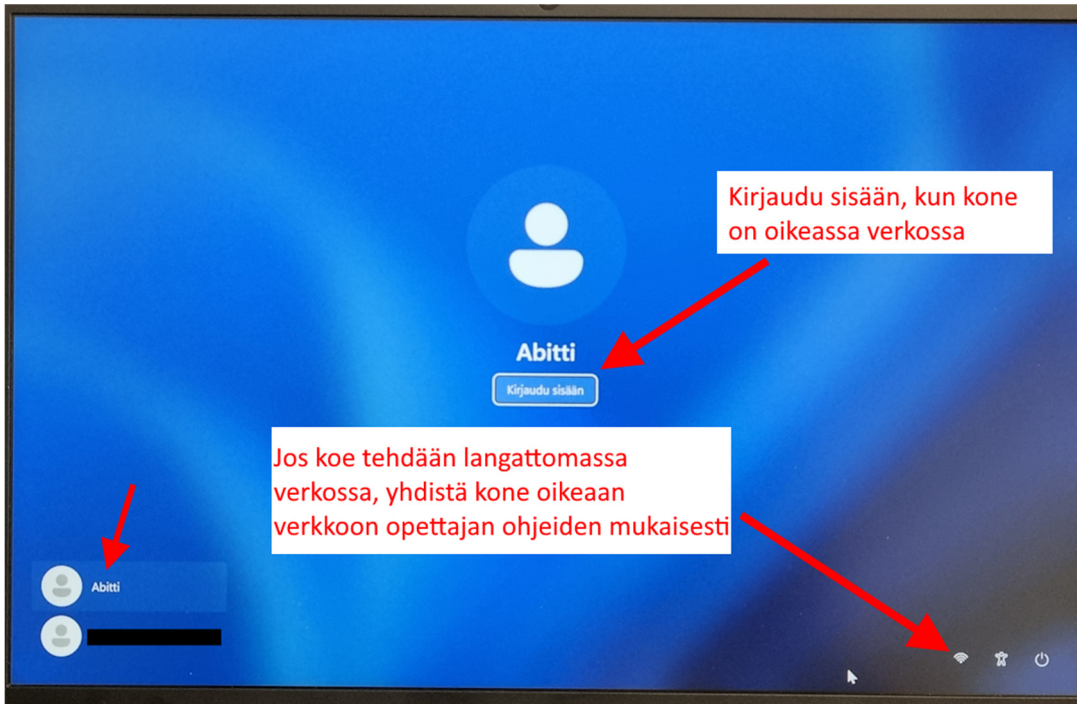 Kirjaudu sisään, kun kone
on oikeassa verkossa
Abitti
Kirjaudu sisään
Jos koe tehdään langattomassa
verkossa, yhdistä kone oikeaan
verkkoon opettajan ohjeiden mukaisesti
Abitti